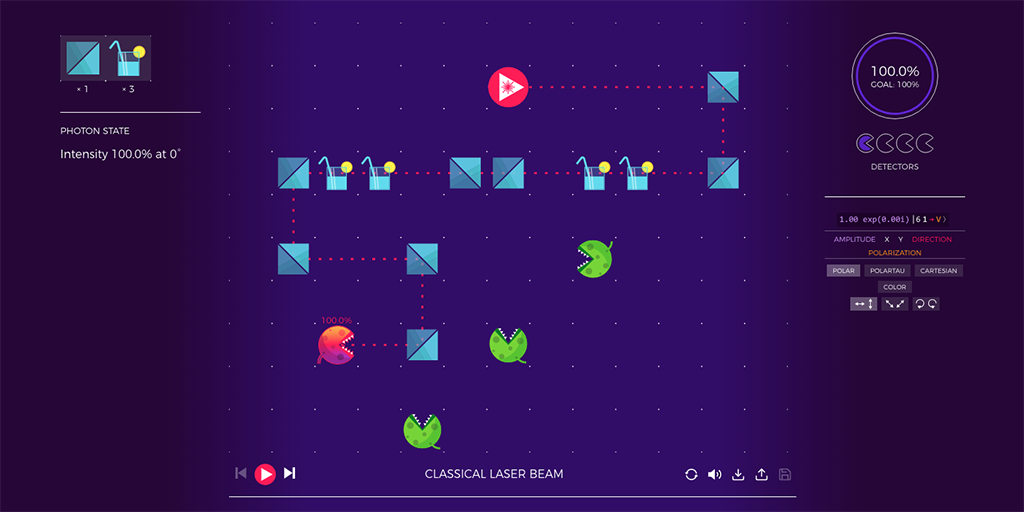 × 1
× 3
PHOTON STATE
Intensity 100.0% at 0°
100.0%
CLASSICAL LASER BEAM
100.0%
GOAL: 100%
DETECTORS
1.00 exp(0.00i)|6 1 → V⟩
AMPLITUDE X Y DIRECTION
POLARIZATION
POLAR POLARTAU CARTESIAN
COLOR